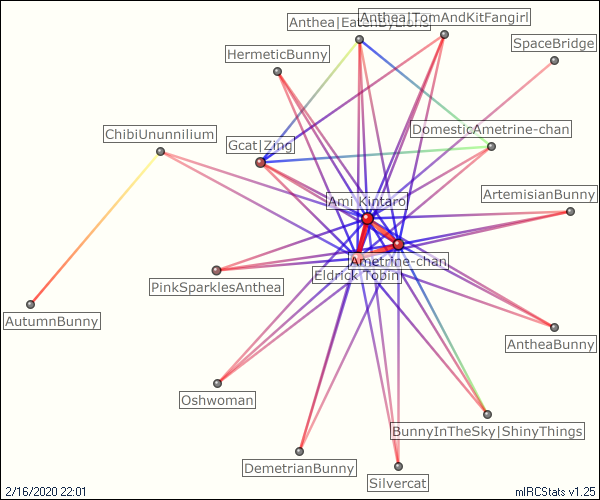 Anthea|EatenByLions
Anthea|TomAndKitFangirl
SpaceBridge
HermeticBunny
ChibiUnunnilium
DomesticAmetrine-chan
Gcat|Zing
ArtemisianBunny
Ami_Kintaro
Ametrine-chan
Eldrick_Tobin
PinkSparklesAnthea
AutumnBunny
AntheaBunny
Oshwoman
BunnyInTheSky|ShinyThings
DemetrianBunny
Silvercat
2/16/2020 22:01
mIRCStats v1.25